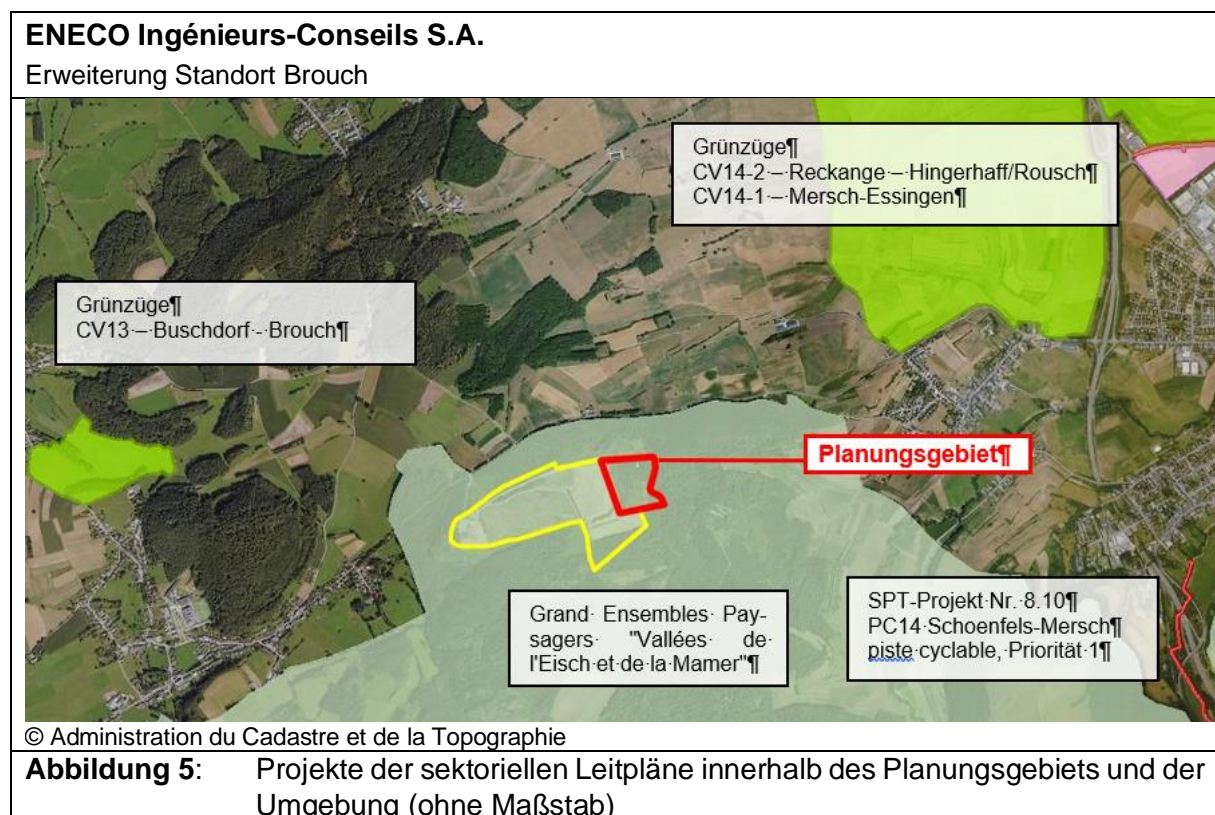 ENECO Ingénieurs-Conseils S.A.
Erweiterung Standort Brouch
Grünzüge¶
CV14-2·–·Reckange·–·Hingerhaff/Rousch¶
CV14-1·–·Mersch-Essingen¶
Grünzüge¶
CV13·–·Buschdorf·-·Brouch¶
Planungsgebiet¶
Grand· Ensembles· Pay-
sagers· "Vallées· de·
l'Eisch·et·de·la·Mamer"¶
SPT-Projekt·Nr.·8.10¶
PC14·Schoenfels-Mersch¶
piste·cyclable,·Priorität·1¶
© Administration du Cadastre et de la Topographie
Abbildung 5: Projekte der sektoriellen Leitpläne innerhalb des Planungsgebiets und der
Umgebung (ohne Maßstab)